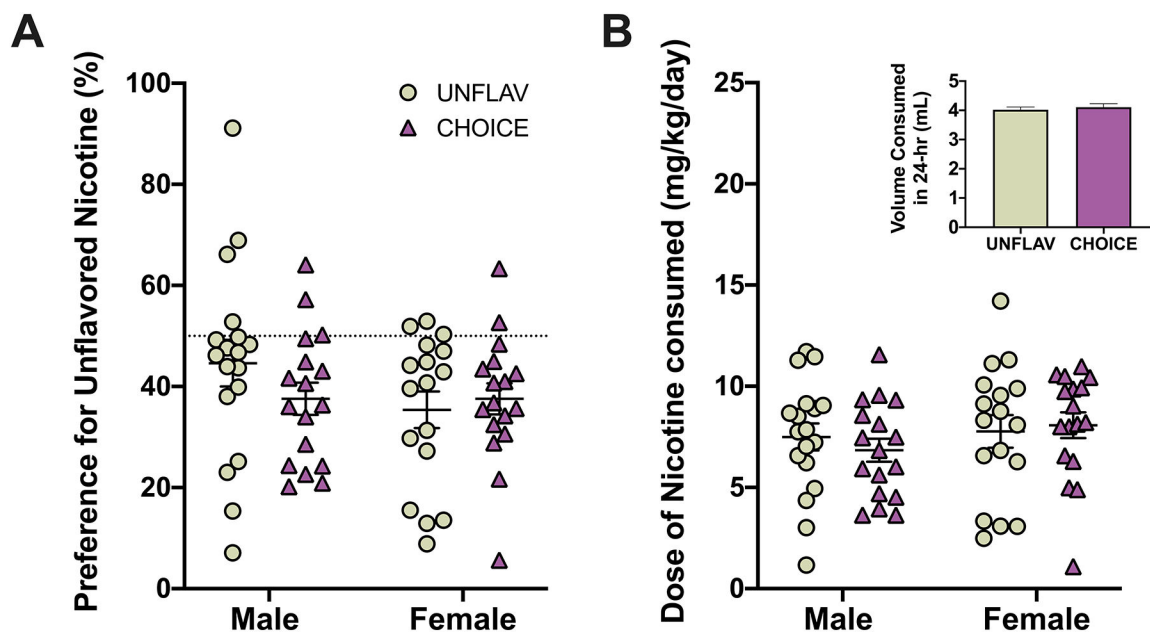 A
Preference for Unflavored Nicotine (%)
100
80
60
40
20
0
UNFLAV
CHOICE
Male
Female
B
Dose of Nicotine consumed (mg/kg/day)
25
20
15
10
5
0
Volume Consumed
in 24-hr (mL)
5
4
3
2
1
0
UNFLAV
CHOICE
Male
Female